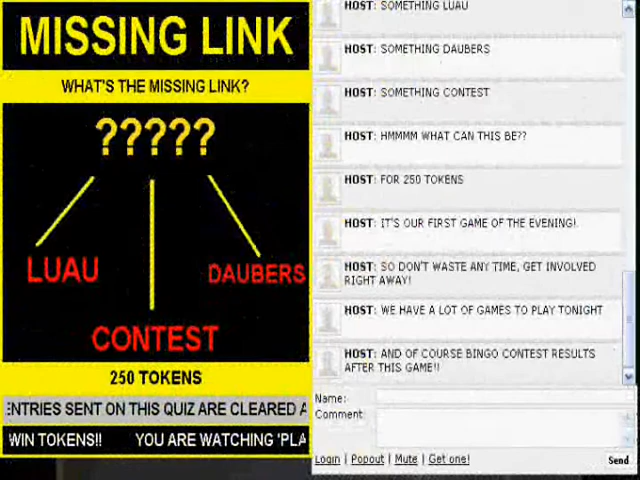 MISSING LINK
WHAT'S THE MISSING LINK?
?????
LUAU
DAUBERS
CONTEST
250 TOKENS
ENTRIES SENT ON THIS QUIZ ARE CLEARED A
WIN TOKENS!! YOU ARE WATCHING 'PLA
HOST: SOMETHING LUAU
HOST: SOMETHING DAUBERS
HOST: SOMETHING CONTEST
HOST: HMMMM WHAT CAN THIS BE??
HOST: FOR 250 TOKENS
HOST: IT'S OUR FIRST GAME OF THE EVENING!
HOST: SO DON'T WASTE ANY TIME, GET INVOLVED
RIGHT AWAY!
HOST: WE HAVE A LOT OF GAMES TO PLAY TONIGHT
HOST: AND OF COURSE BINGO CONTEST RESULTS
AFTER THIS GAME!!
Name:
Comment:
Login | Popout | Mute | Get one!
Send